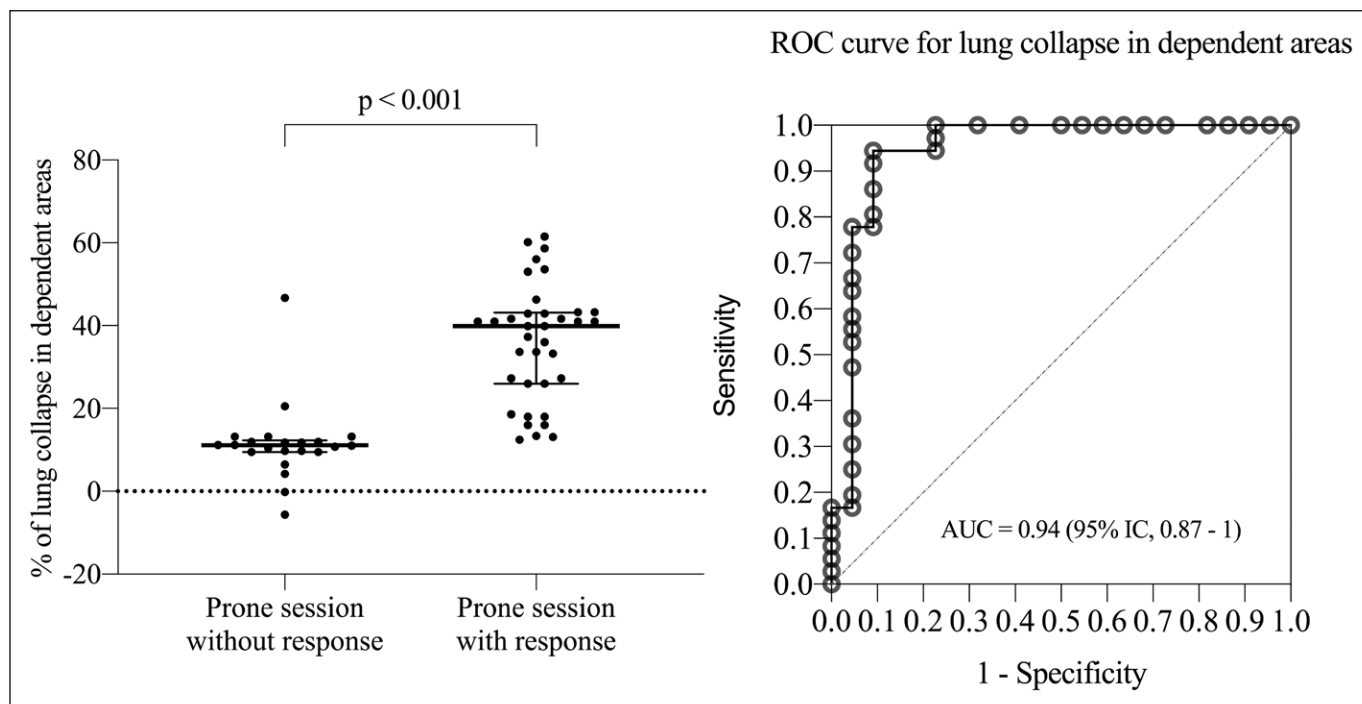 ROC curve for lung collapse in dependent areas
p < 0.001
% of lung collapse in dependent areas
80
60
40
20
0
-20
Prone session
without response
Prone session
with response
Sensitivity
1.0
0.9
0.8
0.7
0.6
0.5
0.4
0.3
0.2
0.1
0.0
AUC = 0.94 (95% IC, 0.87 - 1)
0.0 0.1 0.2 0.3 0.4 0.5 0.6 0.7 0.8 0.9 1.0
1 - Specificity